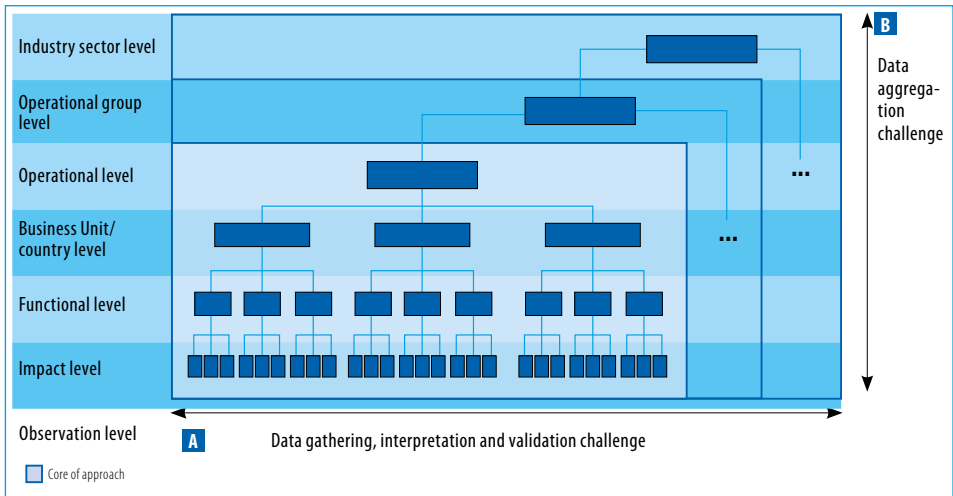 Industry sector level
Operational group
level
Operational level
Business Unit/
country level
Functional level
Impact level
Observation level
...
...
B
Data
aggrega-
tion
challenge
A
Data gathering, interpretation and validation challenge
Core of approach